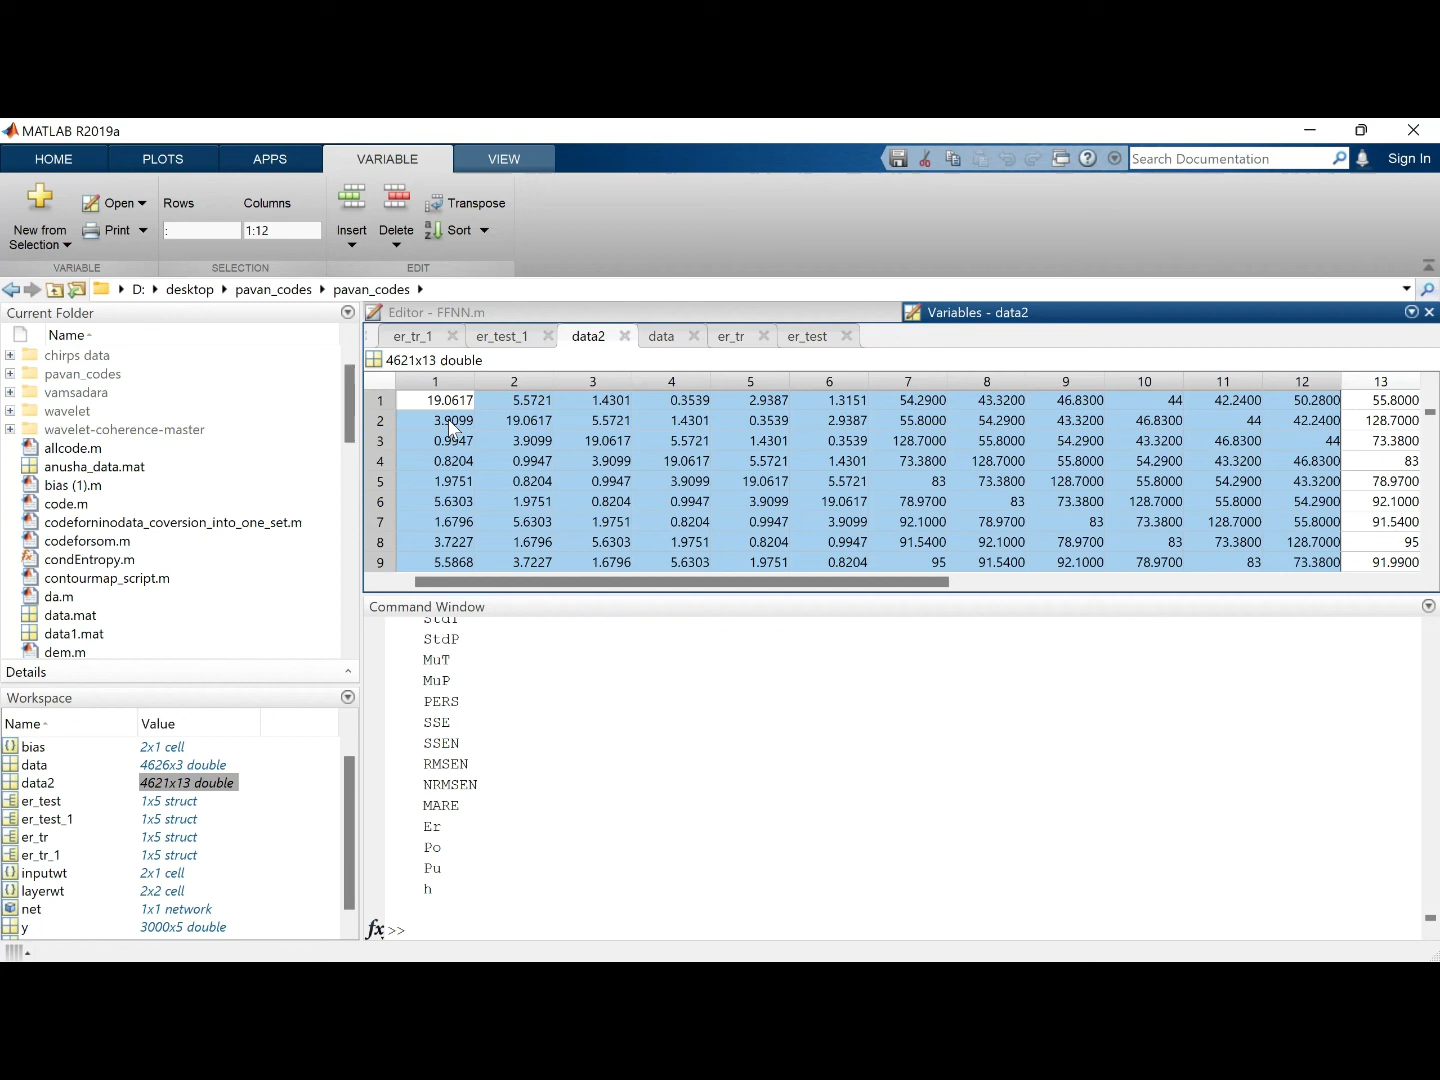 MATLAB R2019a
HOME PLOTS APPS VARIABLE VIEW Search Documentation Sign In
New from Selection Open Print Rows Columns : 1:12 Insert Delete Transpose Sort
VARIABLE SELECTION EDIT
D: desktop pavan_codes pavan_codes
Current Folder
Name
chirps data
pavan_codes
vamsadara
wavelet
wavelet-coherence-master
allcode.m
anusha_data.mat
bias (1).m
code.m
codeforninodata_coversion_into_one_set.m
codeforsom.m
condEntropy.m
contourmap_script.m
da.m
data.mat
data1.mat
dem.m
Details
Workspace
Name Value
bias 2x1 cell
data 4626x3 double
data2 4621x13 double
er_test 1x5 struct
er_test_1 1x5 struct
er_tr 1x5 struct
er_tr_1 1x5 struct
inputwt 2x1 cell
layerwt 2x2 cell
net 1x1 network
y 3000x5 double
Editor - FFNN.m Variables - data2
er_tr_1 er_test_1 data2 data er_tr er_test
4621x13 double
1 2 3 4 5 6 7 8 9 10 11 12 13
1 19.0617 5.5721 1.4301 0.3539 2.9387 1.3151 54.2900 43.3200 46.8300 44 42.2400 50.2800 55.8000
2 3.9099 19.0617 5.5721 1.4301 0.3539 2.9387 55.8000 54.2900 43.3200 46.8300 44 42.2400 128.7000
3 0.9947 3.9099 19.0617 5.5721 1.4301 0.3539 128.7000 55.8000 54.2900 43.3200 46.8300 44 73.3800
4 0.8204 0.9947 3.9099 19.0617 5.5721 1.4301 73.3800 128.7000 55.8000 54.2900 43.3200 46.8300 83
5 1.9751 0.8204 0.9947 3.9099 19.0617 5.5721 83 73.3800 128.7000 55.8000 54.2900 43.3200 78.9700
6 5.6303 1.9751 0.8204 0.9947 3.9099 19.0617 78.9700 83 73.3800 128.7000 55.8000 54.2900 92.1000
7 1.6796 5.6303 1.9751 0.8204 0.9947 3.9099 92.1000 78.9700 83 73.3800 128.7000 55.8000 91.5400
8 3.7227 1.6796 5.6303 1.9751 0.8204 0.9947 91.5400 92.1000 78.9700 83 73.3800 128.7000 95
9 5.5868 3.7227 1.6796 5.6303 1.9751 0.8204 95 91.5400 92.1000 78.9700 83 73.3800 91.9900
Command Window
StdT
StdP
MuT
MuP
PERS
SSE
SSEN
RMSEN
NRMSEN
MARE
Er
Po
Pu
h
fx >>